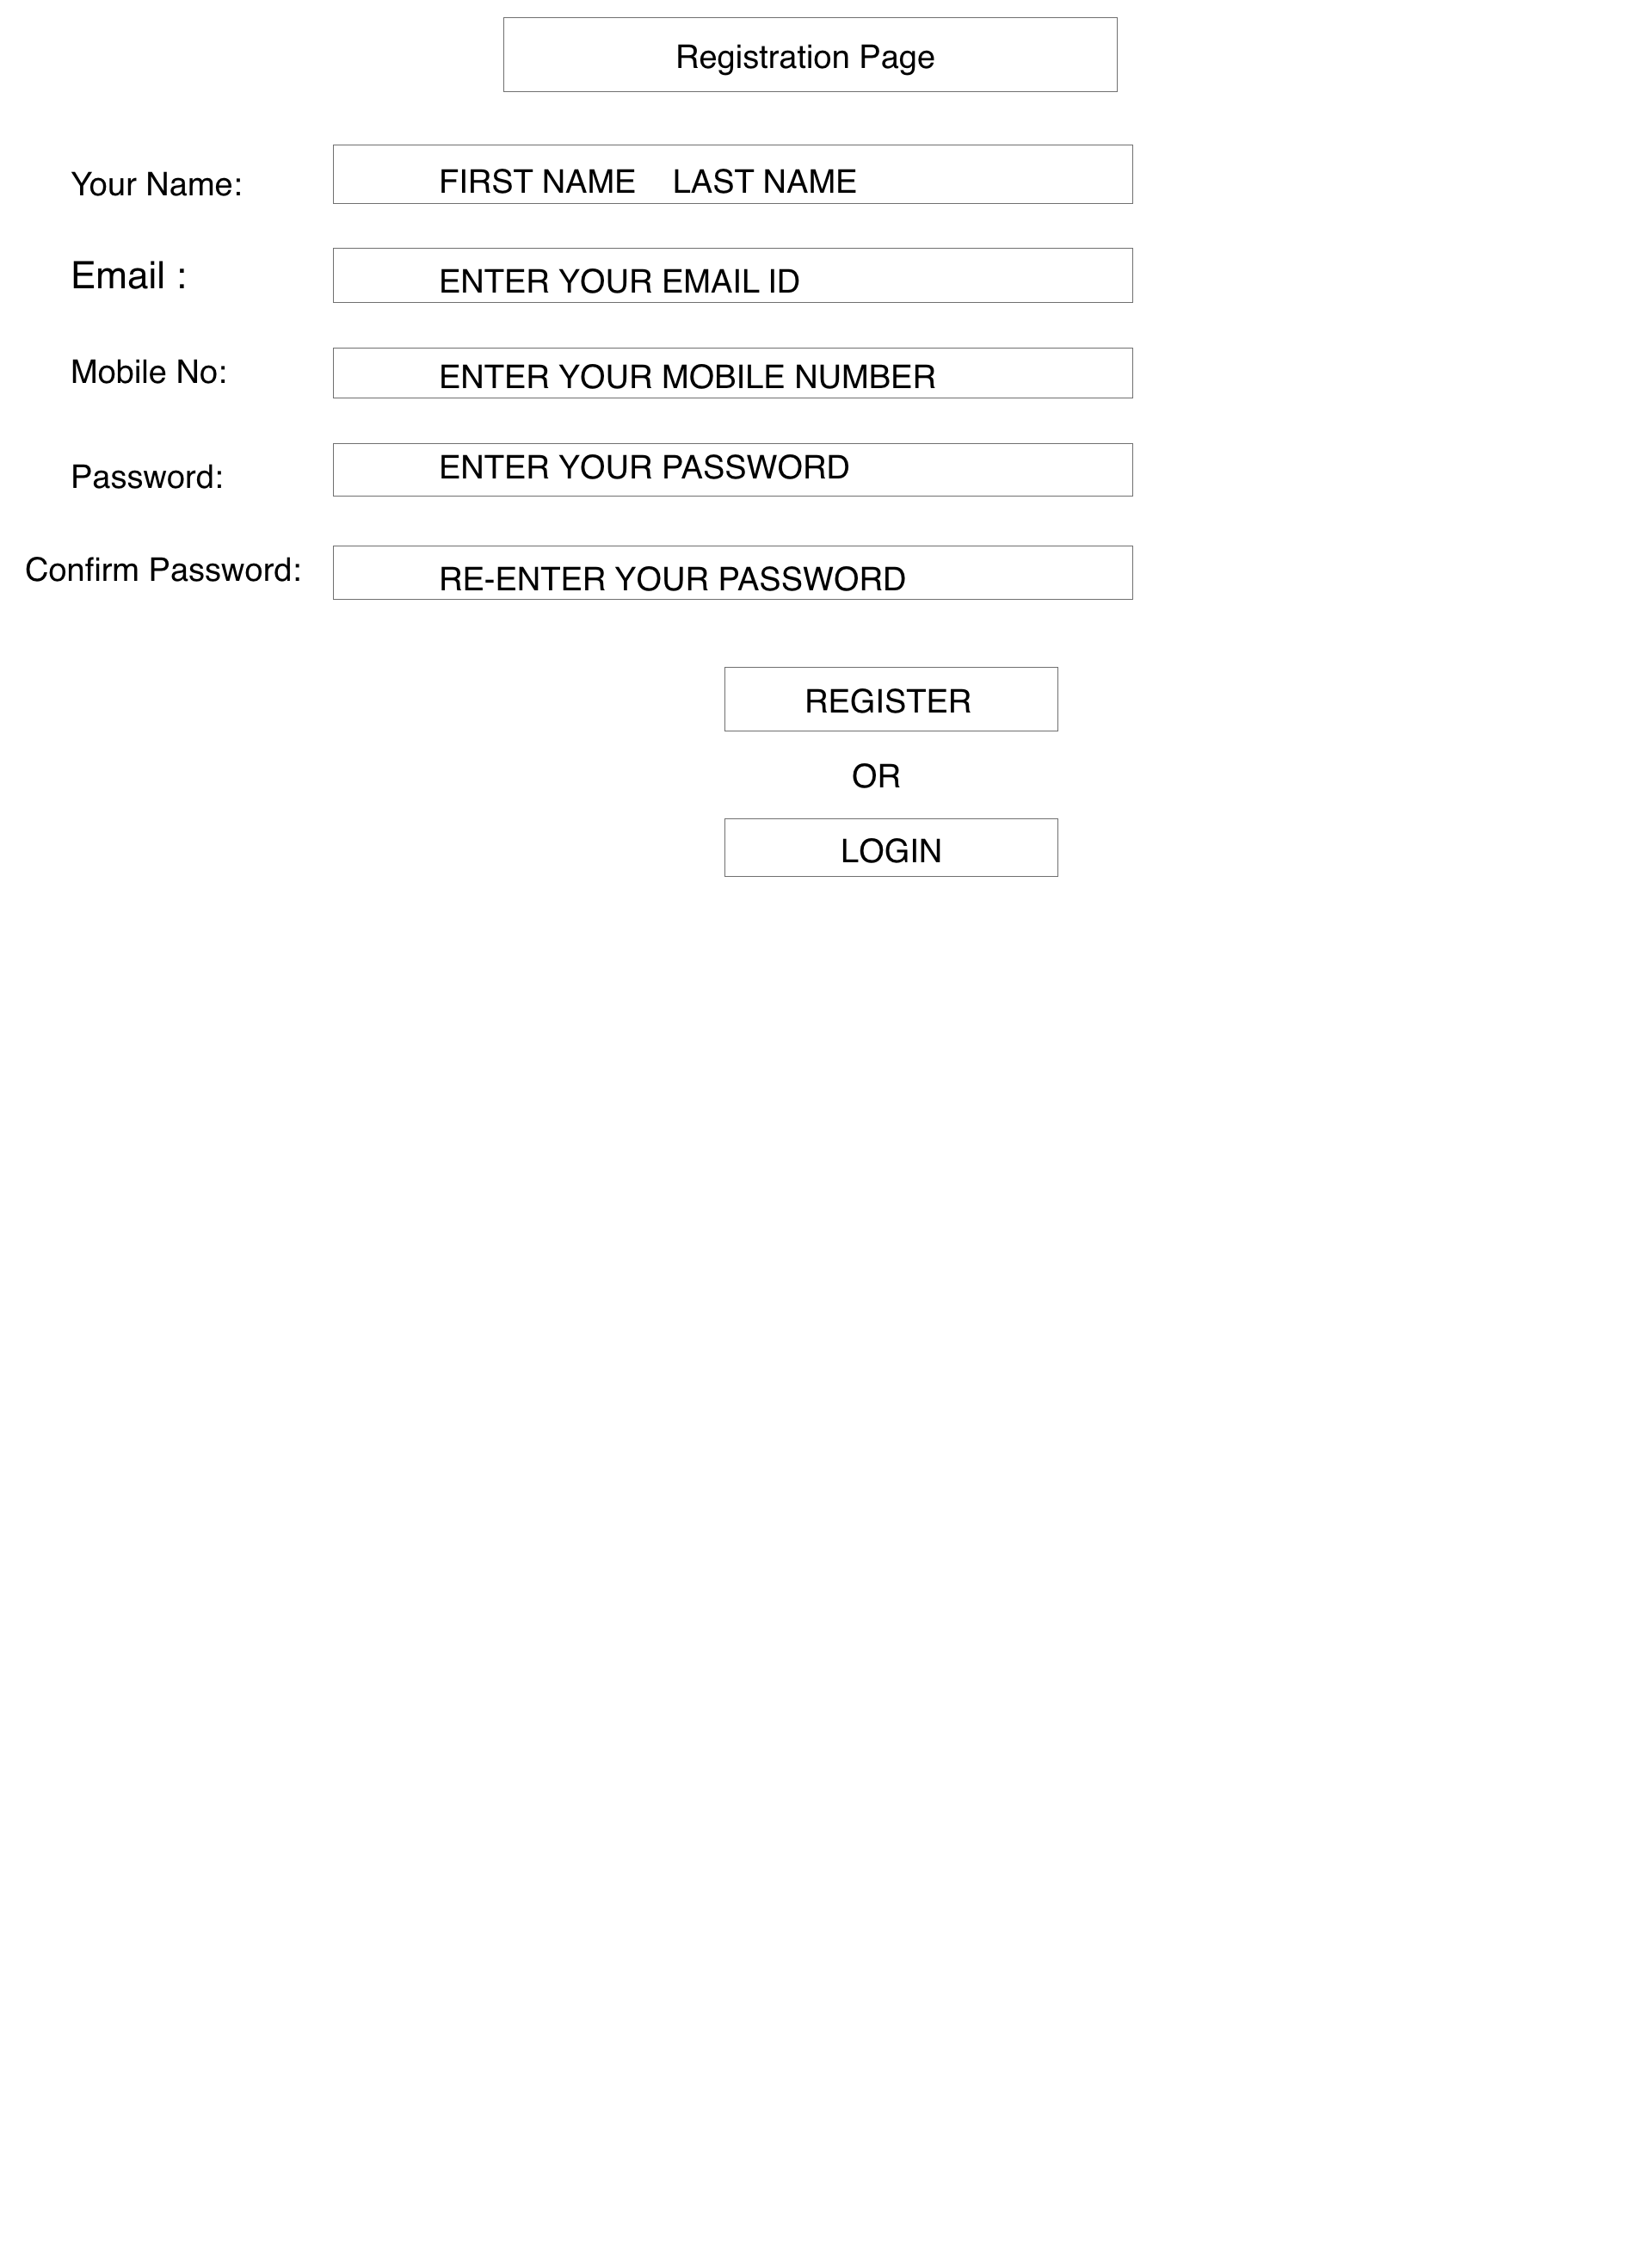 Registration Page
Your Name: FIRST NAME LAST NAME
Email : ENTER YOUR EMAIL ID
Mobile No: ENTER YOUR MOBILE NUMBER
Password: ENTER YOUR PASSWORD
Confirm Password: RE-ENTER YOUR PASSWORD
REGISTER
OR
LOGIN